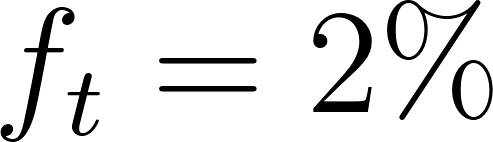 f_t = 2%